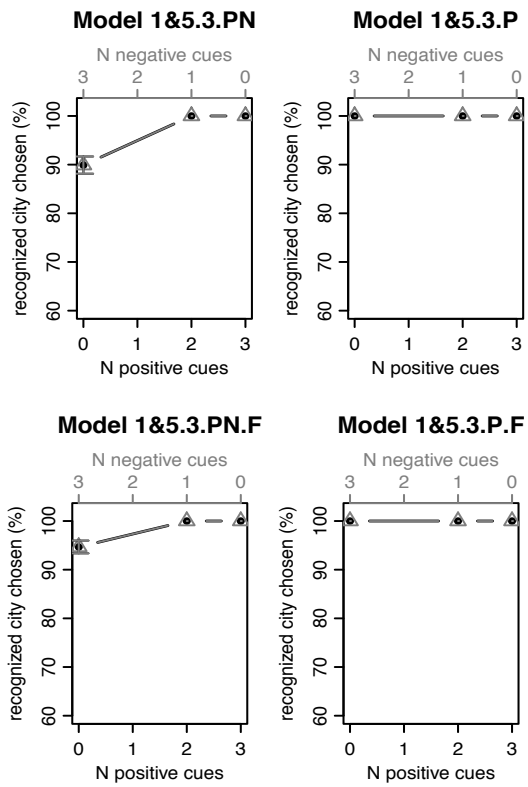 Model 1&5.3.PN
N negative cues
3 2 1 0
recognized city chosen (%)
100
90
80
70
60
0 1 2 3
N positive cues
Model 1&5.3.P
N negative cues
3 2 1 0
recognized city chosen (%)
100
90
80
70
60
0 1 2 3
N positive cues
Model 1&5.3.PN.F
N negative cues
3 2 1 0
recognized city chosen (%)
100
90
80
70
60
0 1 2 3
N positive cues
Model 1&5.3.P.F
N negative cues
3 2 1 0
recognized city chosen (%)
100
90
80
70
60
0 1 2 3
N positive cues